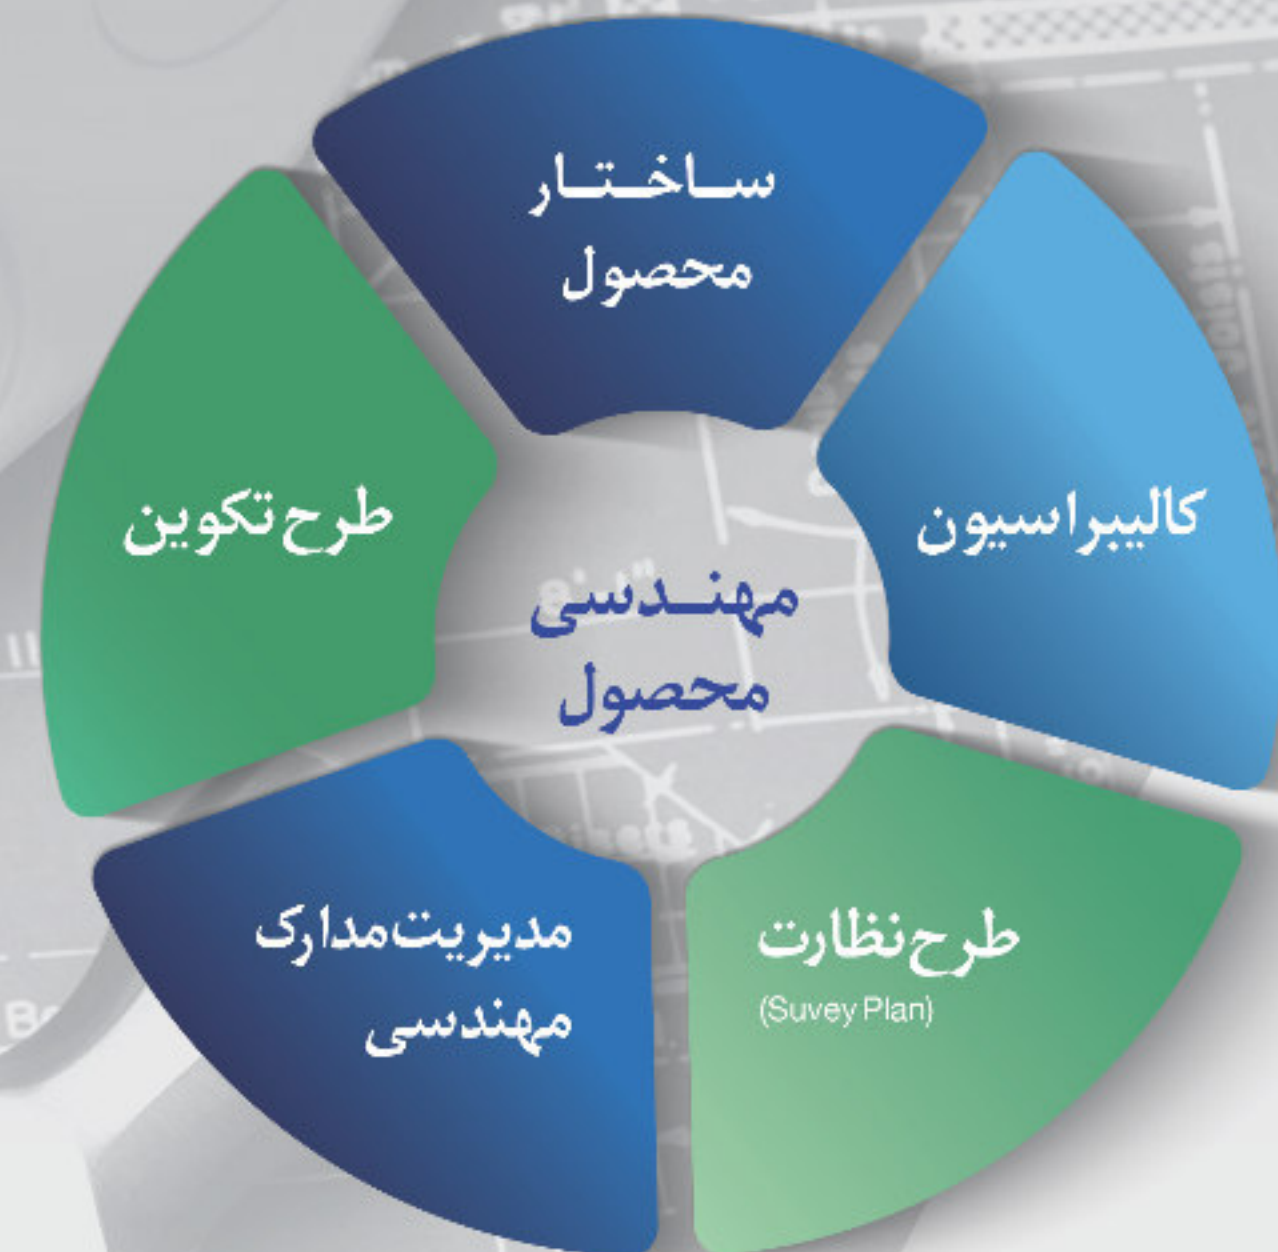 ساختار
محصول
کالیبراسیون
طرح تکوین
مهندسی
محصول
طرح نظارت
(Suvey Plan)
مدیریت مدارک
مهندسی